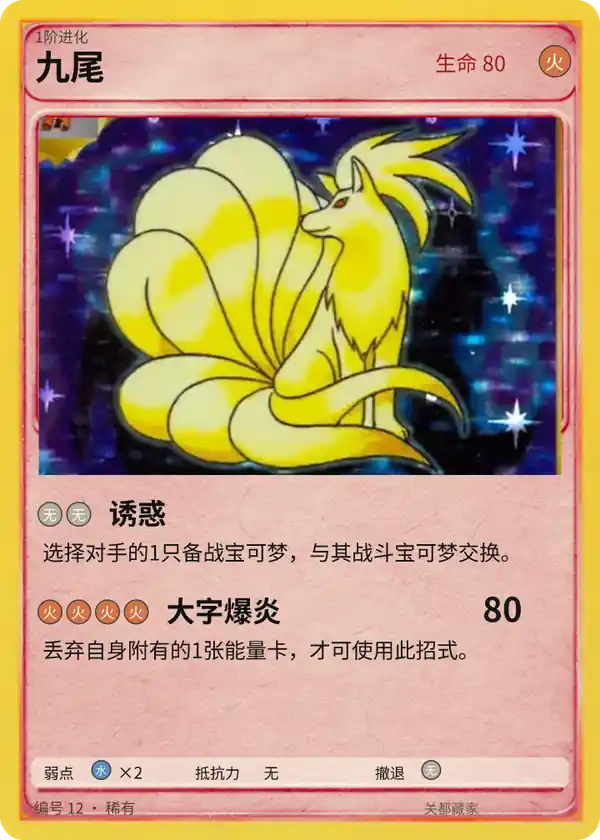 1阶进化
九尾
生命 80 火
无 无 诱惑
选择对手的1只备战宝可梦，与其战斗宝可梦交换。
火 火 火 火 大字爆炎 80
丢弃自身附有的1张能量卡，才可使用此招式。
弱点 水 ×2 抵抗力 无 撤退 无
编号 12 · 稀有 关都藏家